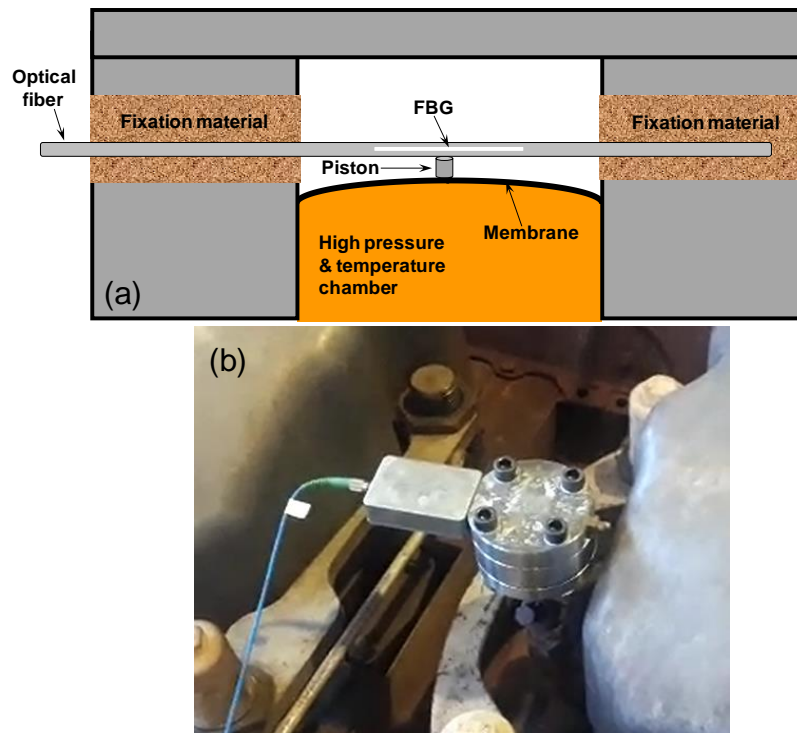 Optical
fiber
Fixation material
FBG
Fixation material
Piston
Membrane
High pressure
& temperature
chamber
(a)
(b)